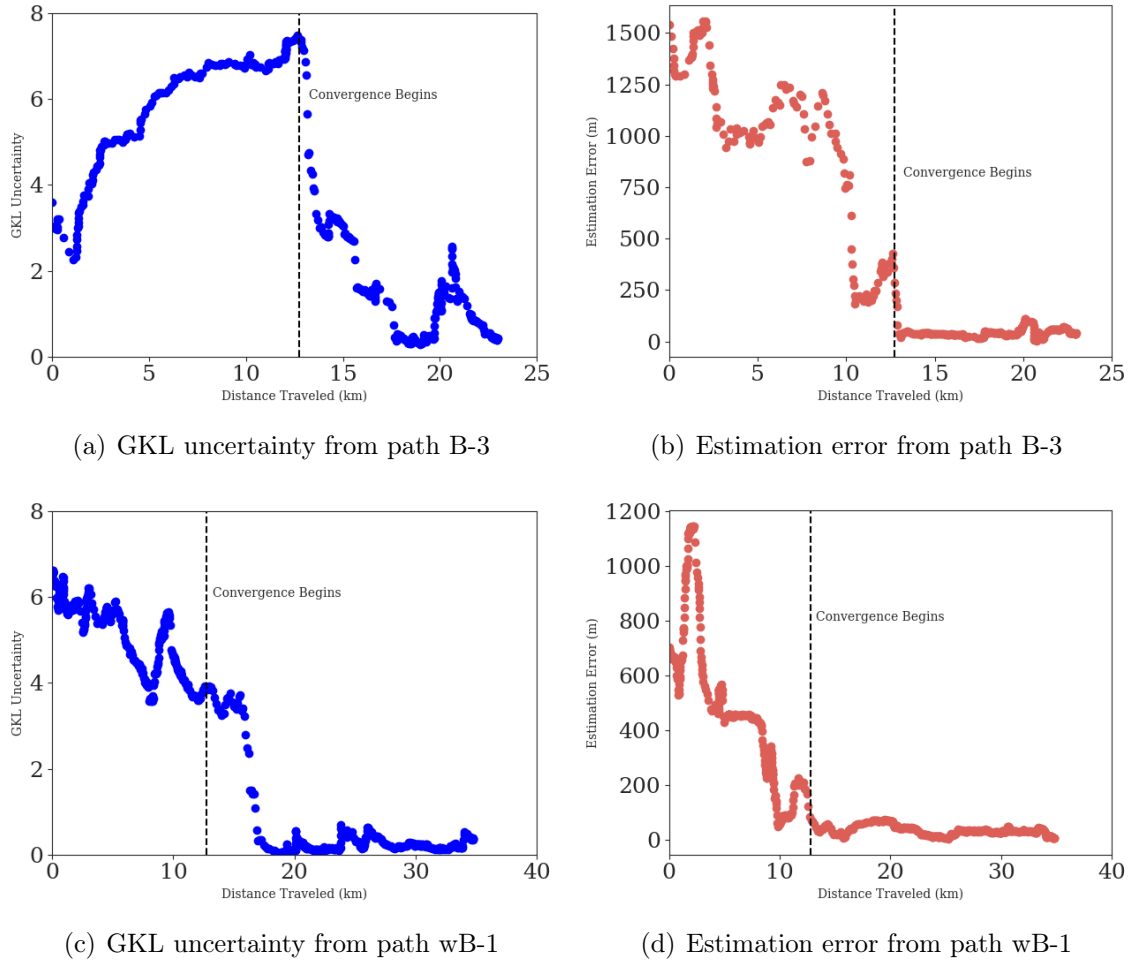 8
6
4
2
0
GKL Uncertainty
Convergence Begins
0 5 10 15 20 25
Distance Traveled (km)
(a) GKL uncertainty from path B-3
1500
1250
1000
750
500
250
0
Estimation Error (m)
Convergence Begins
0 5 10 15 20 25
Distance Traveled (km)
(b) Estimation error from path B-3
8
6
4
2
0
GKL Uncertainty
Convergence Begins
0 10 20 30 40
Distance Traveled (km)
(c) GKL uncertainty from path wB-1
1200
1000
800
600
400
200
0
Estimation Error (m)
Convergence Begins
0 10 20 30 40
Distance Traveled (km)
(d) Estimation error from path wB-1